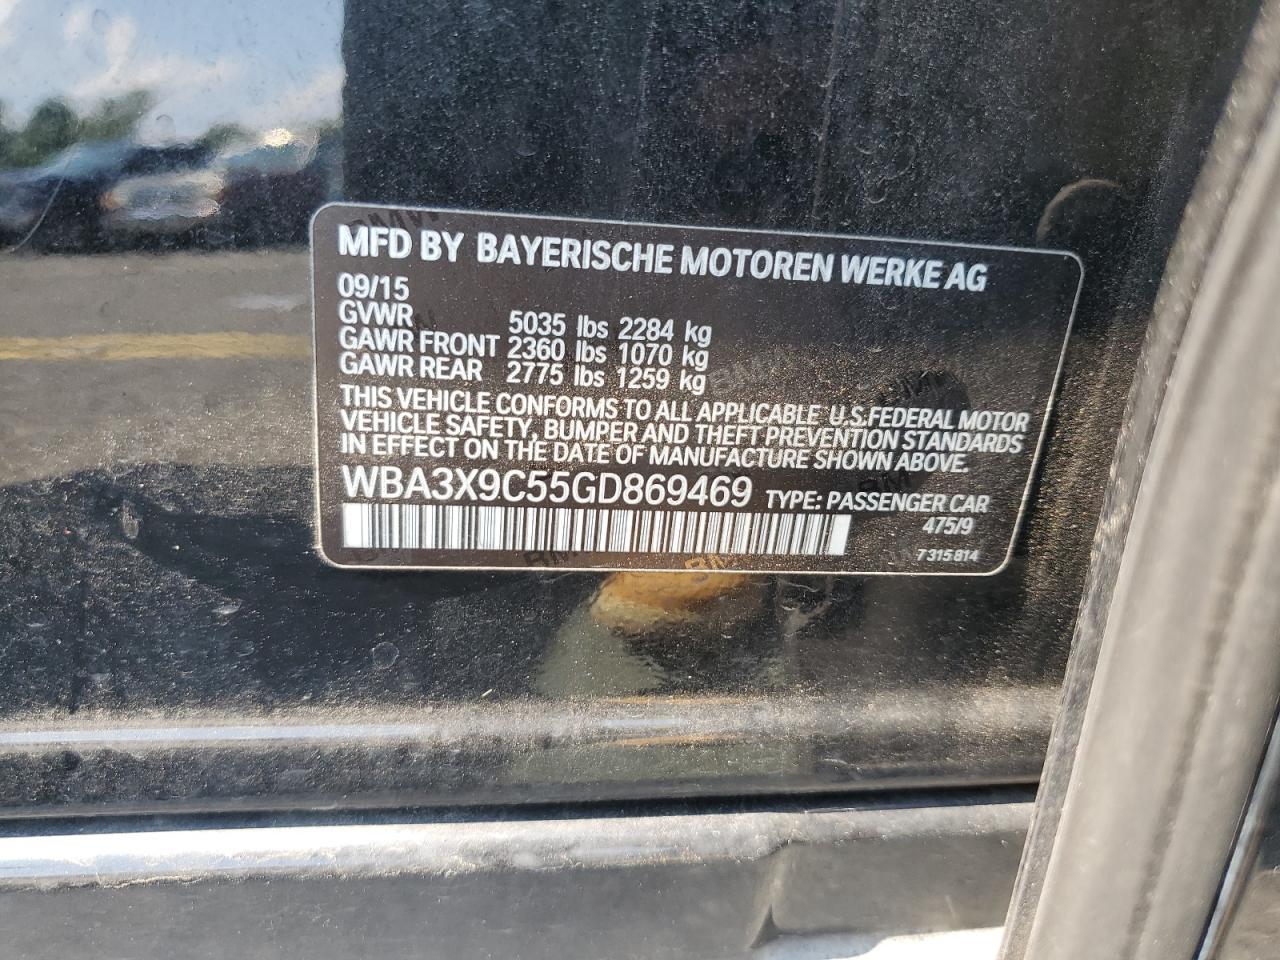 MFD BY BAYERISCHE MOTOREN WERKE AG
09/15
GVWR 5035 lbs 2284 kg
GAWR FRONT 2360 lbs 1070 kg
GAWR REAR 2775 lbs 1259 kg
THIS VEHICLE CONFORMS TO ALL APPLICABLE U.S.FEDERAL MOTOR
VEHICLE SAFETY, BUMPER AND THEFT PREVENTION STANDARDS
IN EFFECT ON THE DATE OF MANUFACTURE SHOWN ABOVE.
WBA3X9C55GD869469 TYPE: PASSENGER CAR
475/9
7 315 814